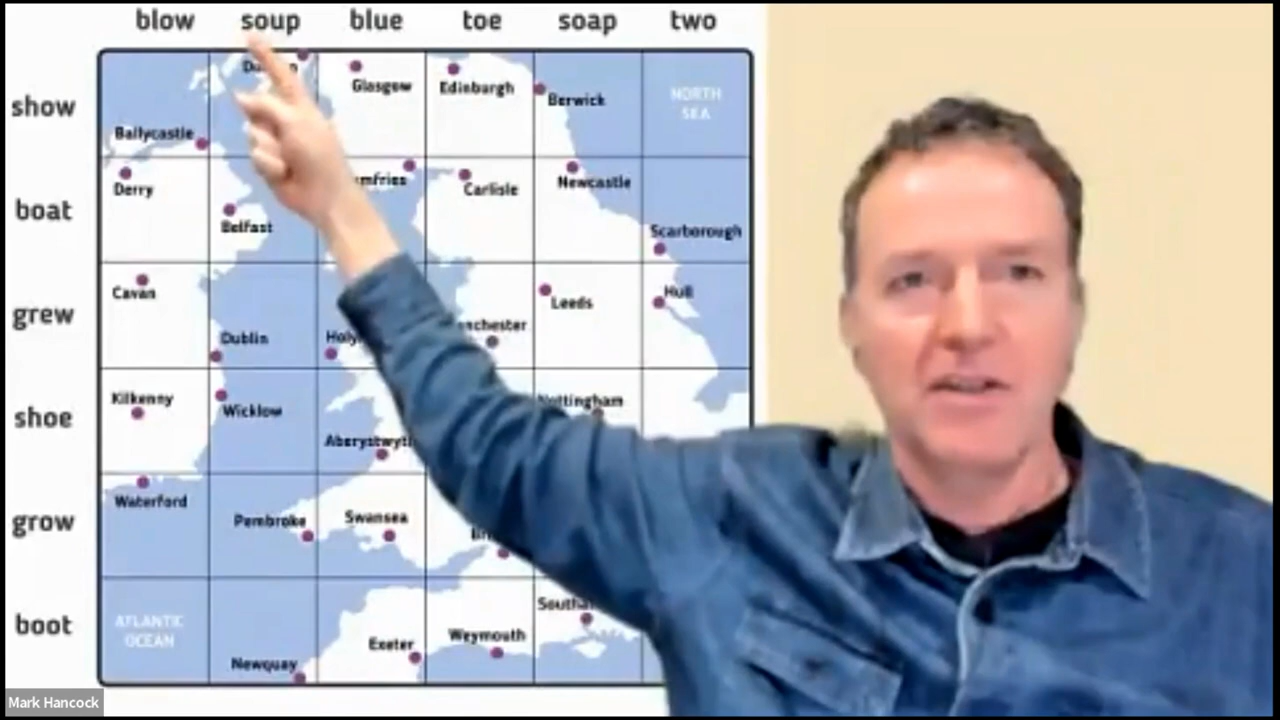 blow soup blue toe soap two
show
boat
grew
shoe
grow
boot
Glasgow
Edinburgh
Berwick
NORTH
SEA
Ballycastle
Derry
Belfast
Carlisle
Newcastle
Scarborough
Cavan
Dublin
Leeds
Hull
Kilkenny
Wicklow
Nottingham
Aberystwyth
Waterford
Pembroke
Swansea
ATLANTIC
OCEAN
Newquay
Exeter
Weymouth
Mark Hancock